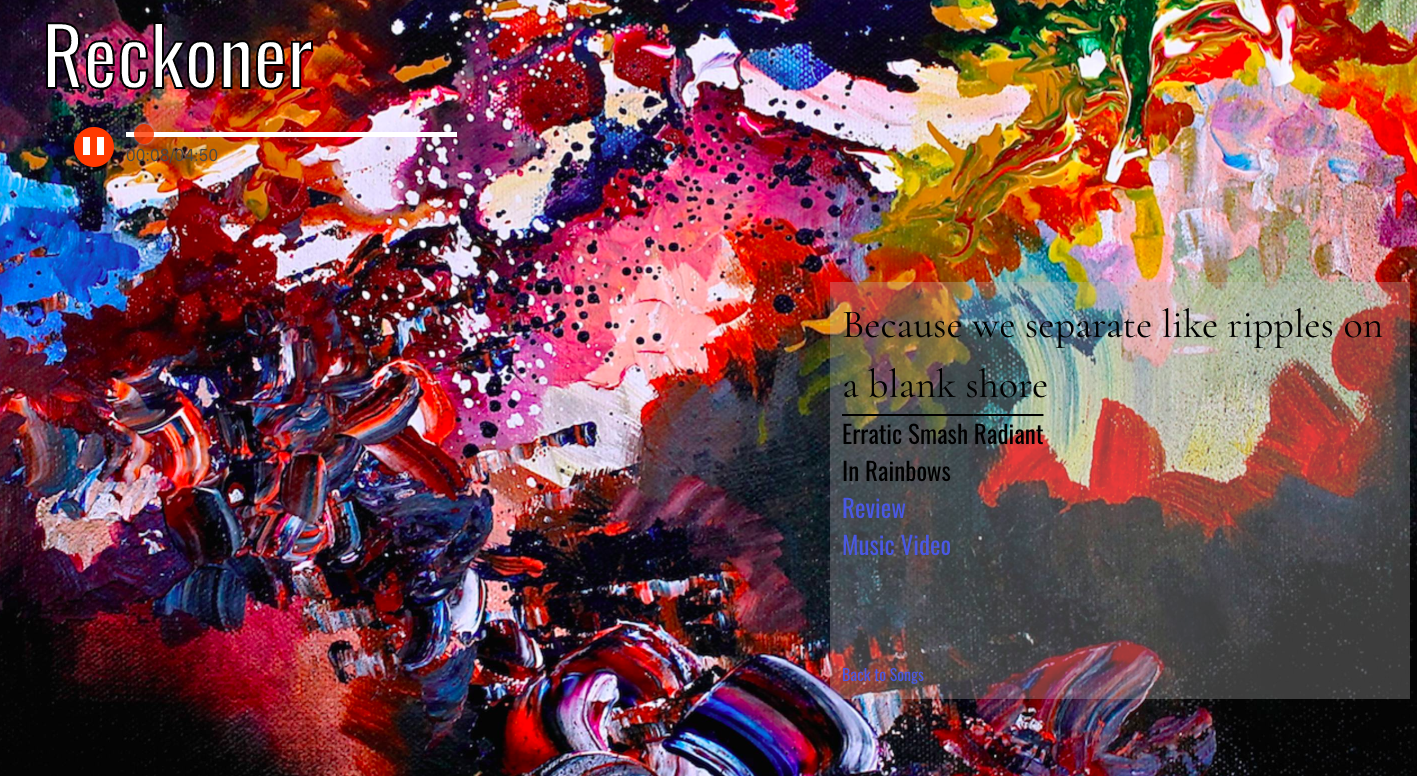 Reckoner
Because we separate like ripples on
a blank shore
Erratic Smash Radiant
In Rainbows
Review
Music Video
Back to Songs